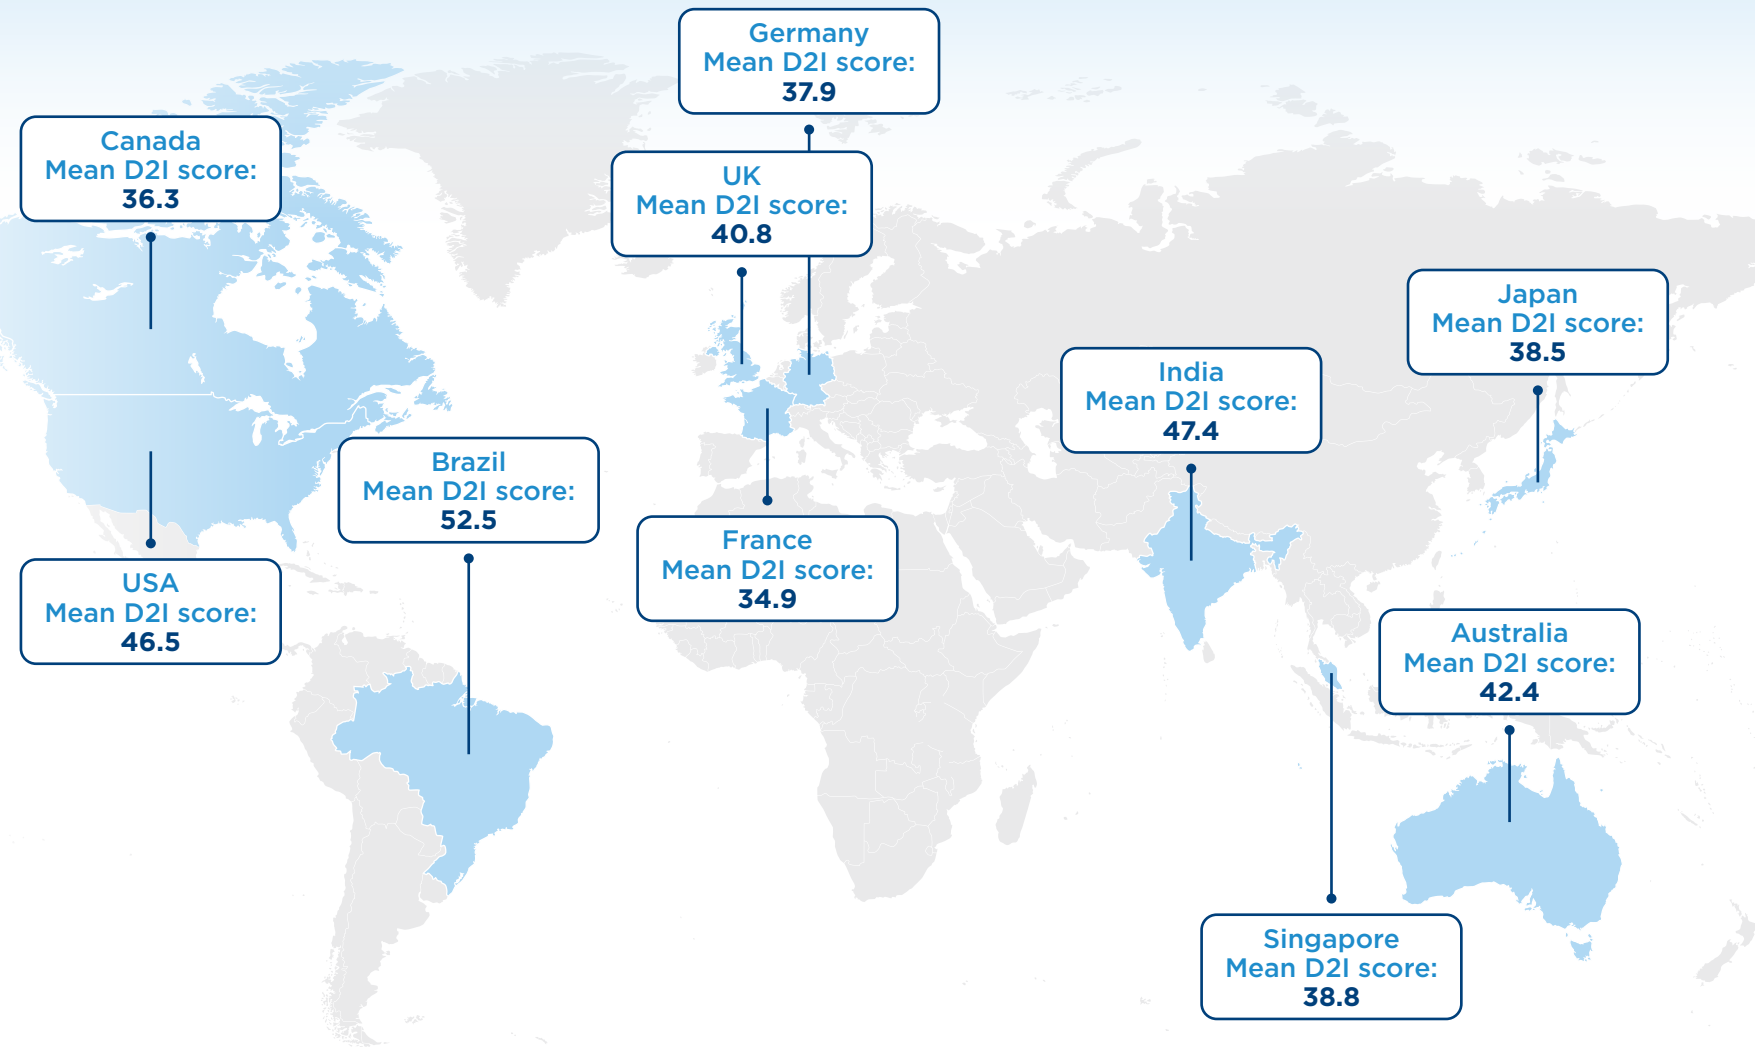 Germany
Mean D2I score:
37.9
Canada
Mean D2I score:
36.3
UK
Mean D2I score:
40.8
Japan
Mean D2I score:
38.5
India
Mean D2I score:
47.4
Brazil
Mean D2I score:
52.5
France
Mean D2I score:
34.9
USA
Mean D2I score:
46.5
Australia
Mean D2I score:
42.4
Singapore
Mean D2I score:
38.8